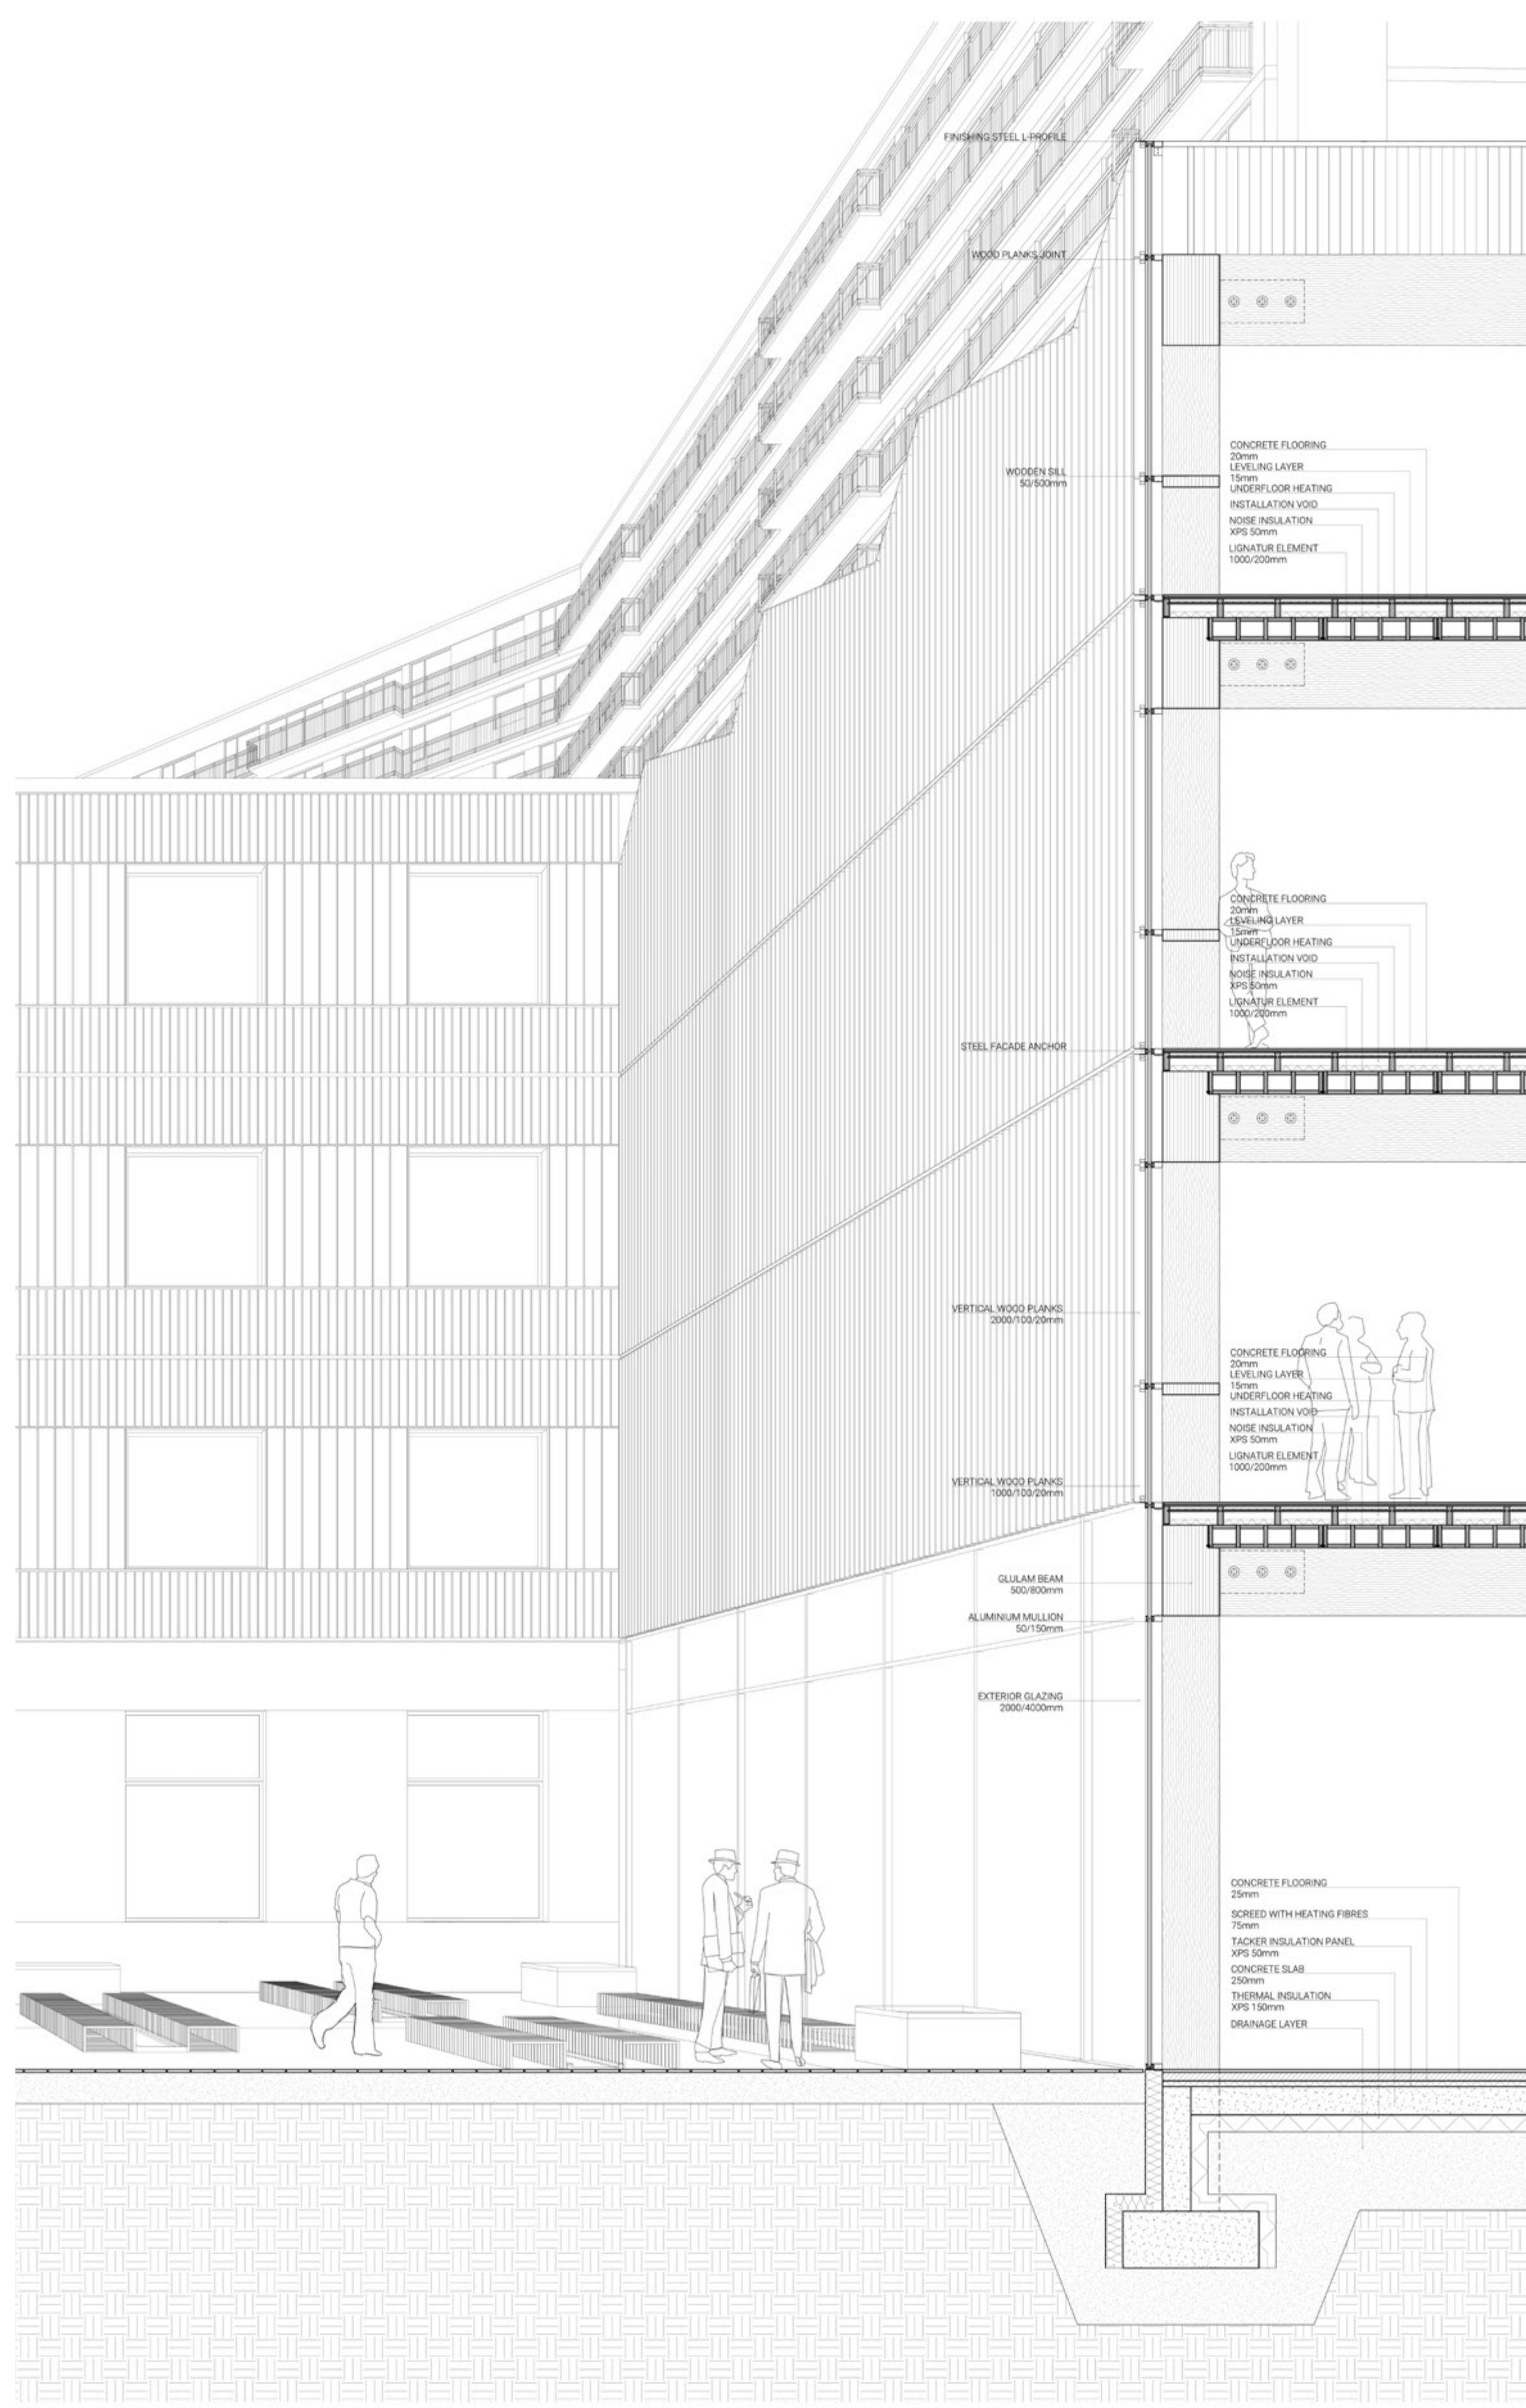 FINISHING STEEL L-PROFILE
WOOD PLANKS JOINT
CONCRETE FLOORING
20mm
LEVELING LAYER
15mm
UNDERFLOOR HEATING
INSTALLATION VOID
NOISE INSULATION
XPS 50mm
LIGNATUR ELEMENT
1000/200mm
WOODEN SILL
50/500mm
CONCRETE FLOORING
20mm
LEVELING LAYER
15mm
UNDERFLOOR HEATING
INSTALLATION VOID
NOISE INSULATION
XPS 50mm
LIGNATUR ELEMENT
1000/200mm
STEEL FACADE ANCHOR
VERTICAL WOOD PLANKS
2000/100/20mm
CONCRETE FLOORING
20mm
LEVELING LAYER
15mm
UNDERFLOOR HEATING
INSTALLATION VOID
NOISE INSULATION
XPS 50mm
LIGNATUR ELEMENT
1000/200mm
VERTICAL WOOD PLANKS
1000/100/20mm
GLULAM BEAM
500/800mm
ALUMINIUM MULLION
50/150mm
EXTERIOR GLAZING
2000/4000mm
CONCRETE FLOORING
25mm
SCREED WITH HEATING FIBRES
75mm
TACKER INSULATION PANEL
XPS 50mm
CONCRETE SLAB
250mm
THERMAL INSULATION
XPS 150mm
DRAINAGE LAYER